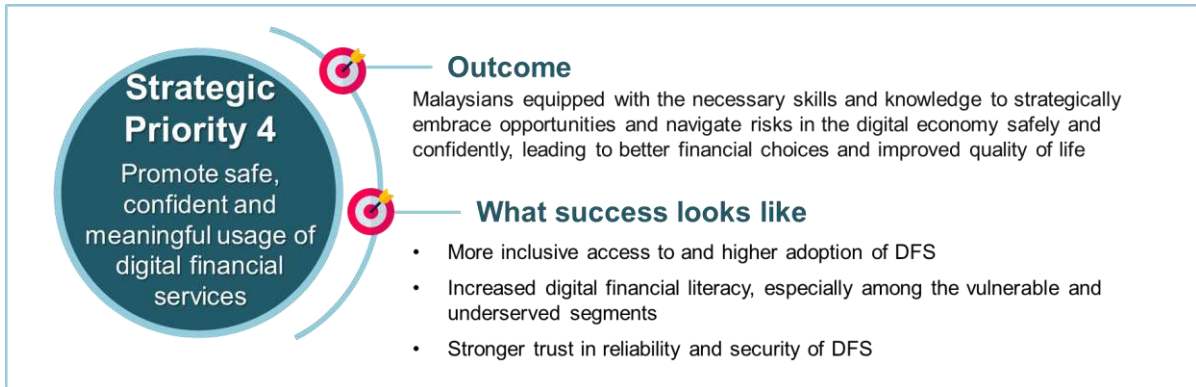 Strategic
Priority 4
Promote safe,
confident and
meaningful usage of
digital financial
services
Outcome
Malaysians equipped with the necessary skills and knowledge to strategically
embrace opportunities and navigate risks in the digital economy safely and
confidently, leading to better financial choices and improved quality of life
What success looks like
• More inclusive access to and higher adoption of DFS
• Increased digital financial literacy, especially among the vulnerable and
underserved segments
• Stronger trust in reliability and security of DFS